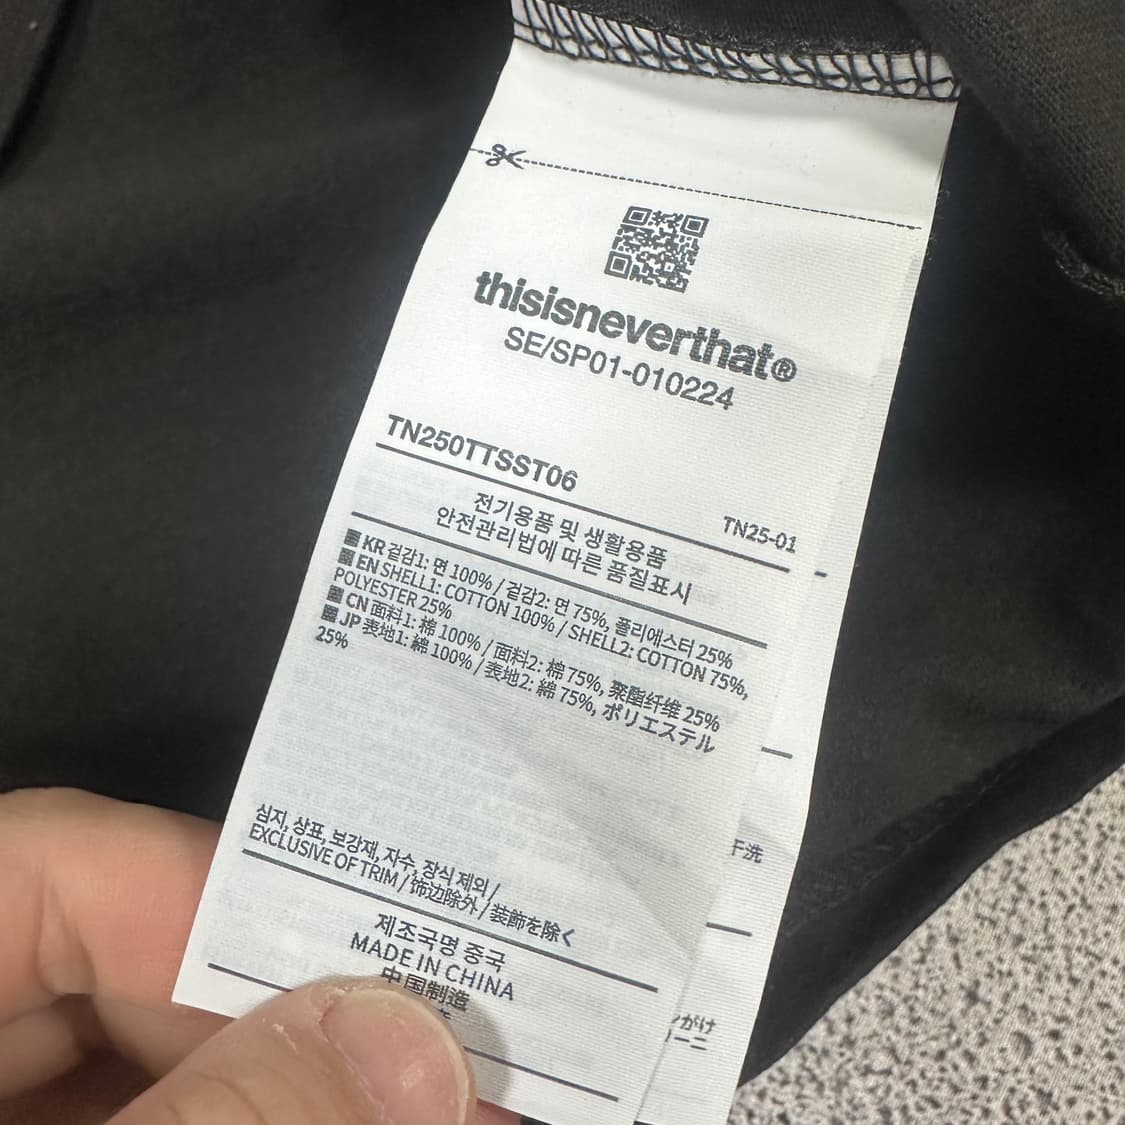 thisisneverthat®
SE/SP01-010224
TN250TTSST06
TN25-01
전기용품 및 생활용품
안전관리법에 따른 품질표시
KR 겉감1: 면 100% / 겉감2: 면 75%, 폴리에스터 25%
EN SHELL1: COTTON 100% / SHELL2: COTTON 75%,
POLYESTER 25%
CN 面料1: 棉 100% / 面料2: 棉 75%, 聚酯纤维 25%
JP 表地1: 綿 100% / 表地2: 綿 75%, ポリエステル
25%
심지, 상표, 보강재, 자수, 장식 제외 /
EXCLUSIVE OF TRIM / 饰边除外 / 装飾を除く
제조국명 중국
MADE IN CHINA
中国制造
干洗
がけ